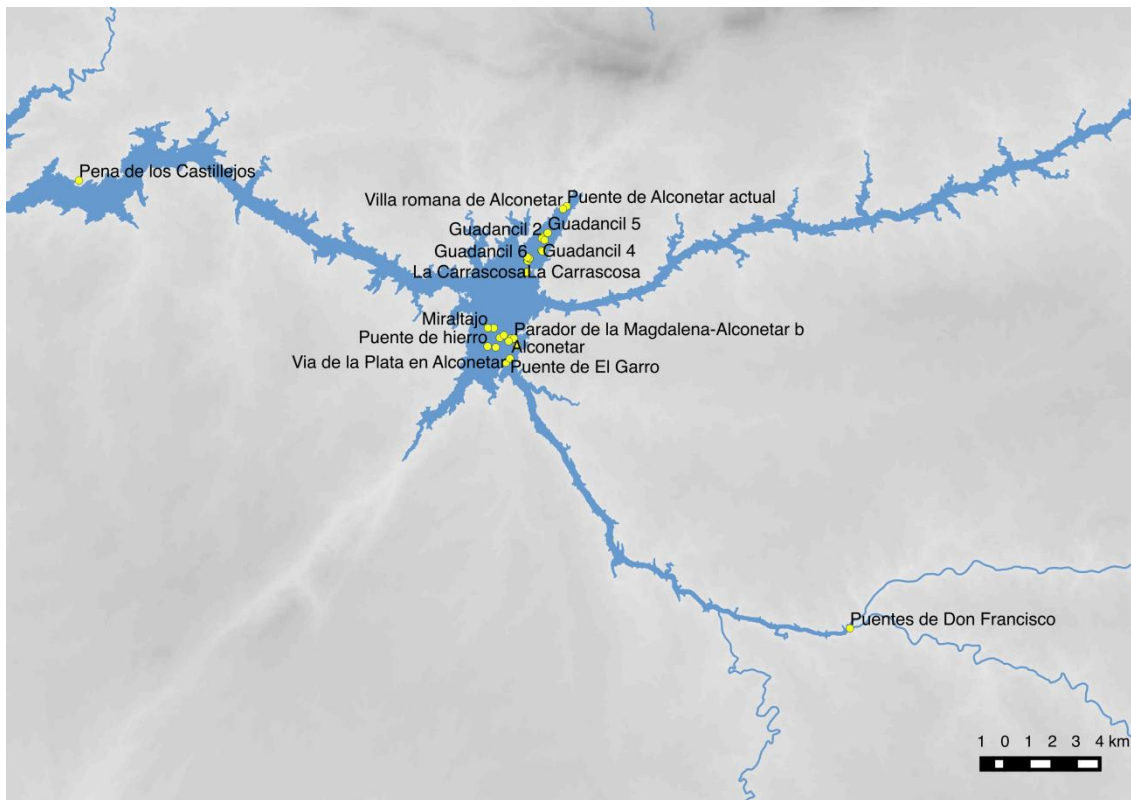 Pena de los Castillejos
Villa romana de Alconetar
Puente de Alconetar actual
Guadancil 2
Guadancil 5
Guadancil 6
Guadancil 4
La Carrascosa
La Carrascosa
Miraltajo
Parador de la Magdalena-Alconetar b
Puente de hierro
Alconetar
Via de la Plata en Alconetar
Puente de El Garro
Puentes de Don Francisco
1 0 1 2 3 4 km